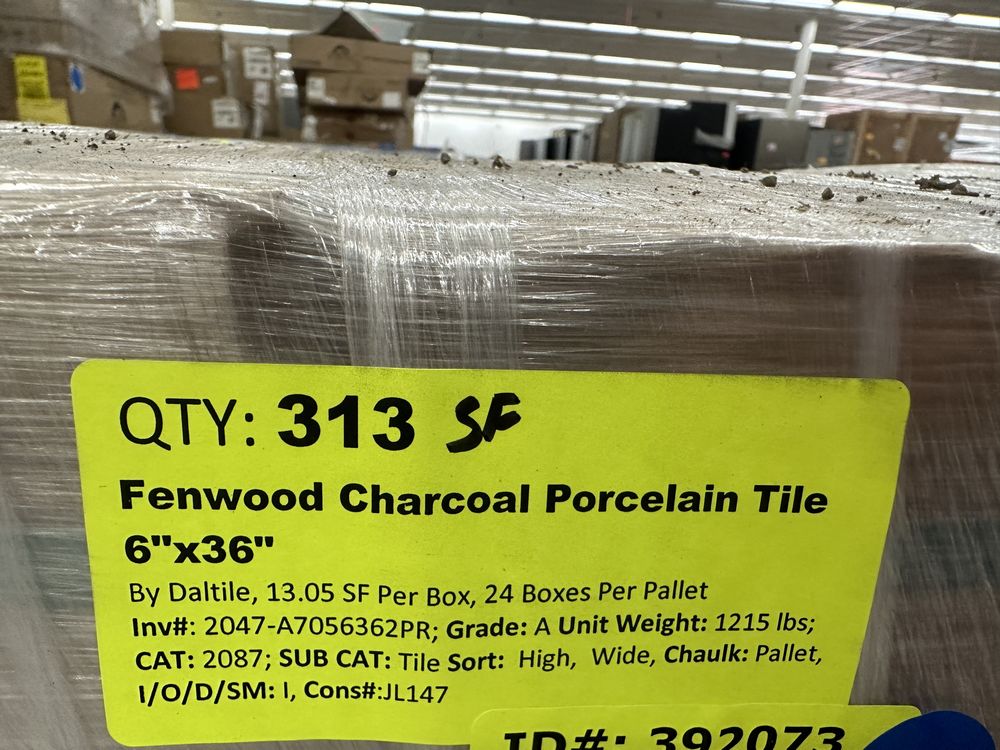 QTY: 313 SF
Fenwood Charcoal Porcelain Tile
6"x36"
By Daltile, 13.05 SF Per Box, 24 Boxes Per Pallet
Inv#: 2047-A7056362PR; Grade: A Unit Weight: 1215 lbs;
CAT: 2087; SUB CAT: Tile Sort: High, Wide, Chaulk: Pallet,
I/O/D/SM: I, Cons#:JL147
ID#: 392073